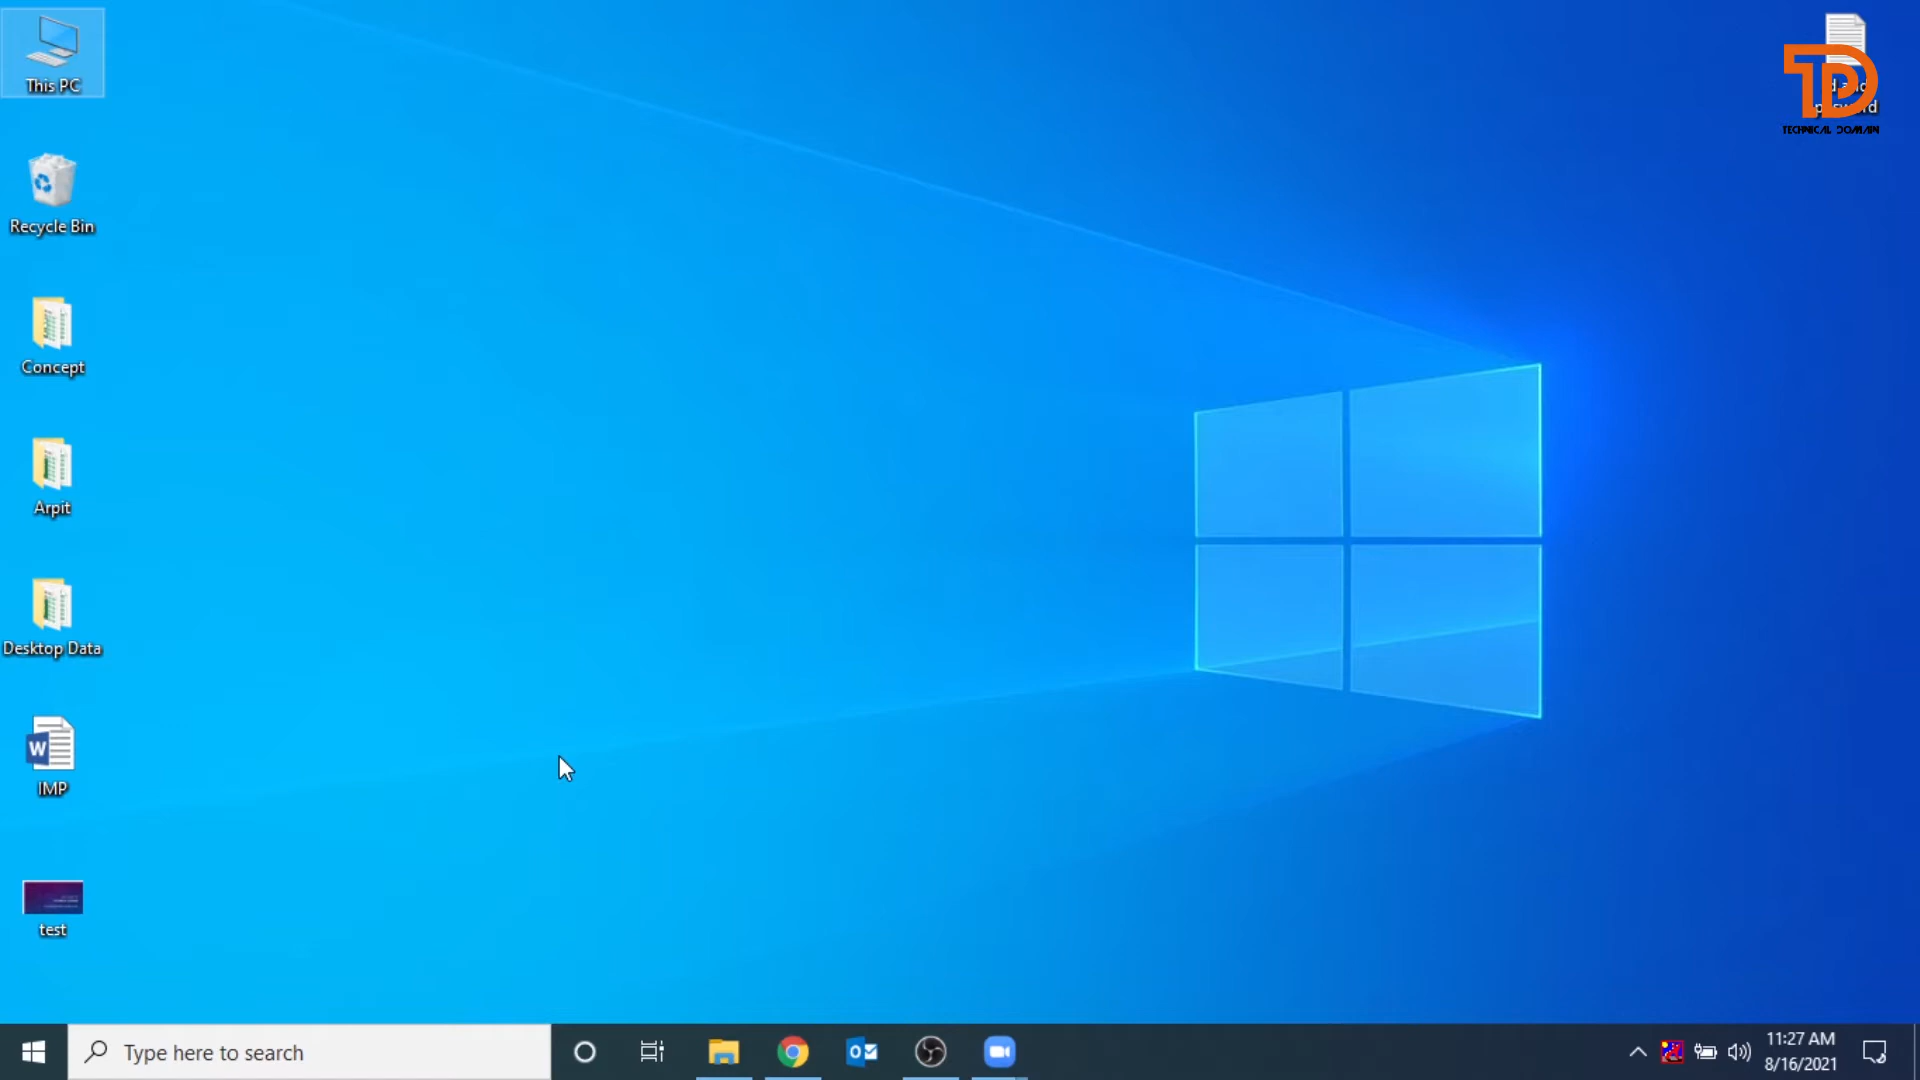 This PC
Recycle Bin
Concept
Arpit
Desktop Data
W
IMP
test
TD
TECHNICAL DOMAIN
Type here to search
O
11:27 AM
8/16/2021